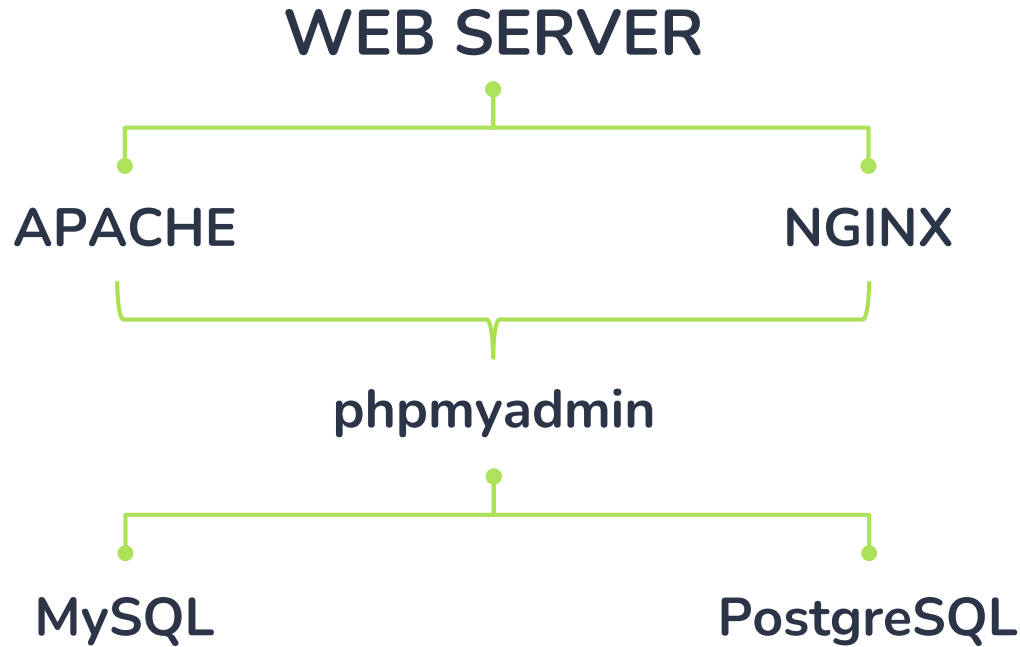 WEB SERVER
APACHE
NGINX
phpmyadmin
MySQL
PostgreSQL